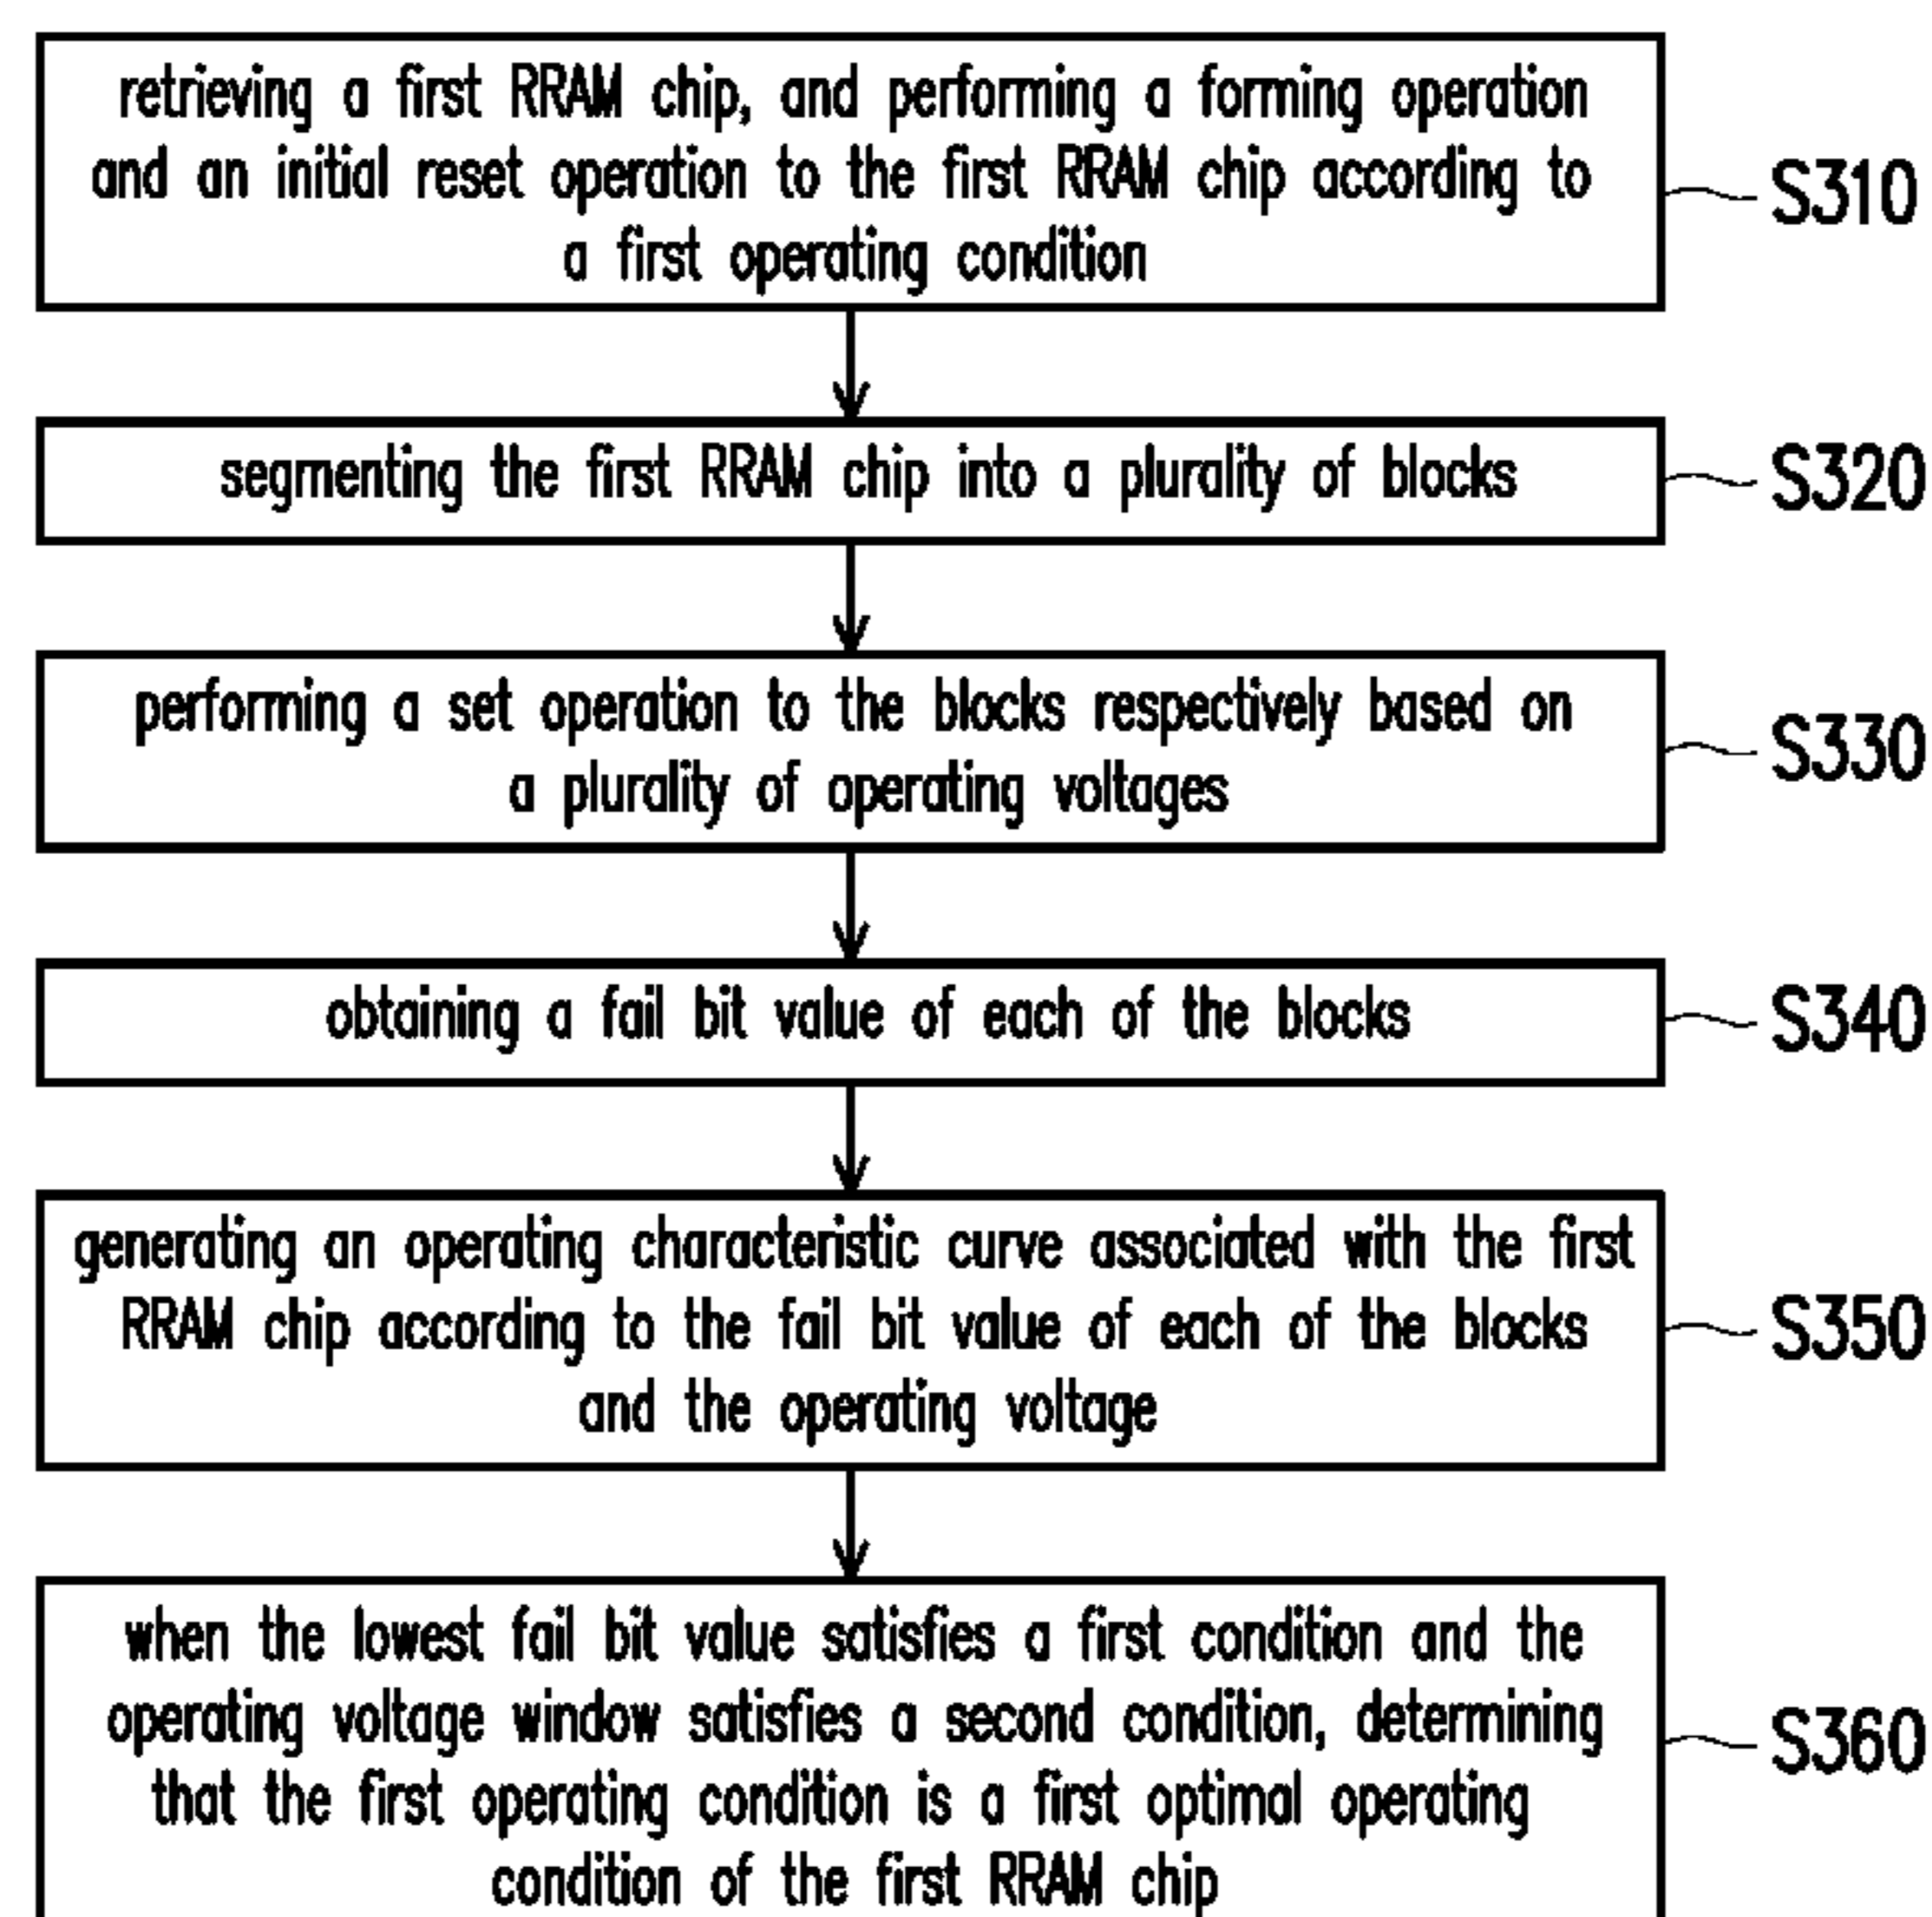 retrieving a first RRAM chip, and performing a forming operation
and an initial reset operation to the first RRAM chip according to
a first operating condition
S310
segmenting the first RRAM chip into a plurality of blocks
S320
performing a set operation to the blocks respectively based on
a plurality of operating voltages
S330
obtaining a fail bit value of each of the blocks
S340
generating an operating characteristic curve associated with the first
RRAM chip according to the fail bit value of each of the blocks
and the operating voltage
S350
when the lowest fail bit value satisfies a first condition and the
operating voltage window satisfies a second condition, determining
that the first operating condition is a first optimal operating
condition of the first RRAM chip
S360